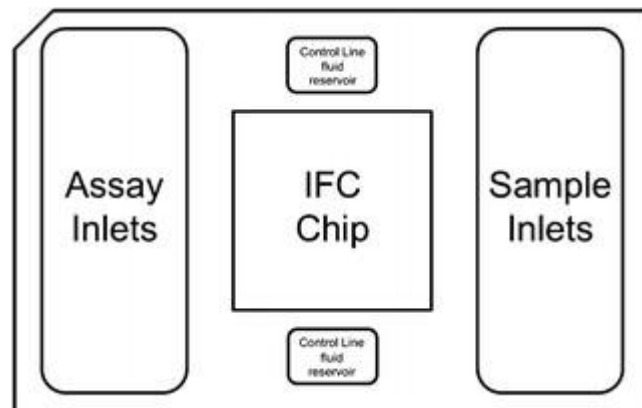 Control Line
fluid
reservoir
Assay
Inlets
IFC
Chip
Sample
Inlets
Control Line
fluid
reservoir